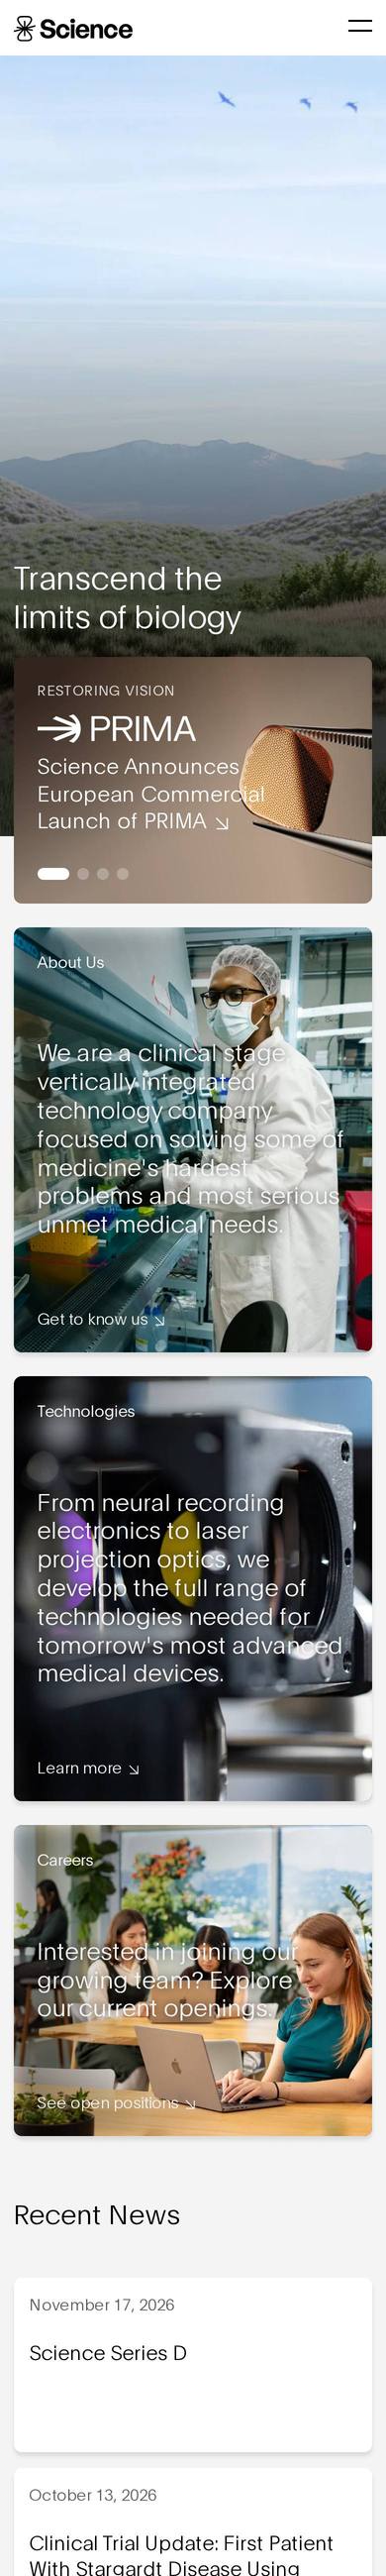 Science
Transcend the
limits of biology
RESTORING VISION
PRIMA
Science Announces
European Commercial
Launch of PRIMA
About Us
We are a clinical stage
vertically integrated
technology company
focused on solving some of
medicine's hardest
problems and most serious
unmet medical needs.
Get to know us
Technologies
From neural recording
electronics to laser
projection optics, we
develop the full range of
technologies needed for
tomorrow's most advanced
medical devices.
Learn more
Careers
Interested in joining our
growing team? Explore
our current openings.
See open positions
Recent News
November 17, 2026
Science Series D
October 13, 2026
Clinical Trial Update: First Patient
With Stargardt Disease Using